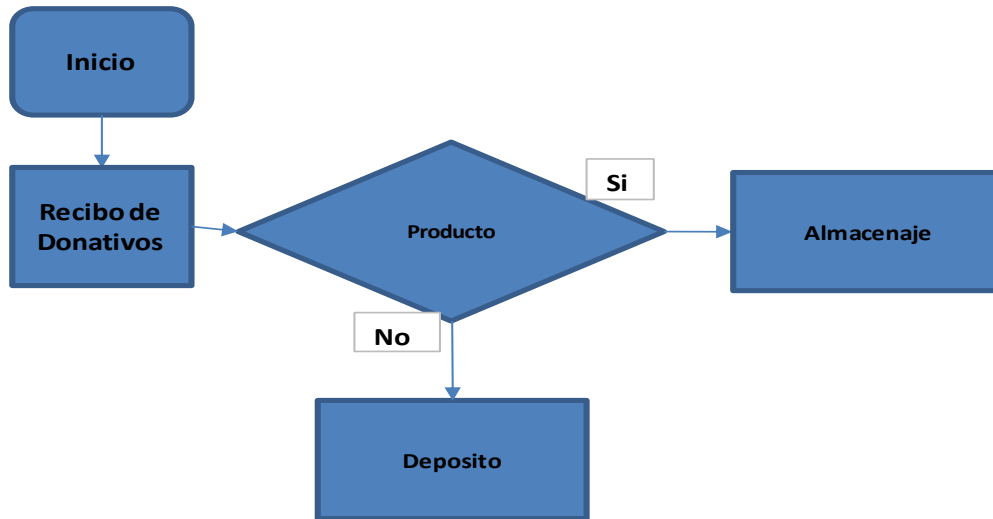 Inicio
Recibo de
Donativos
Producto
Si
Almacenaje
No
Deposito